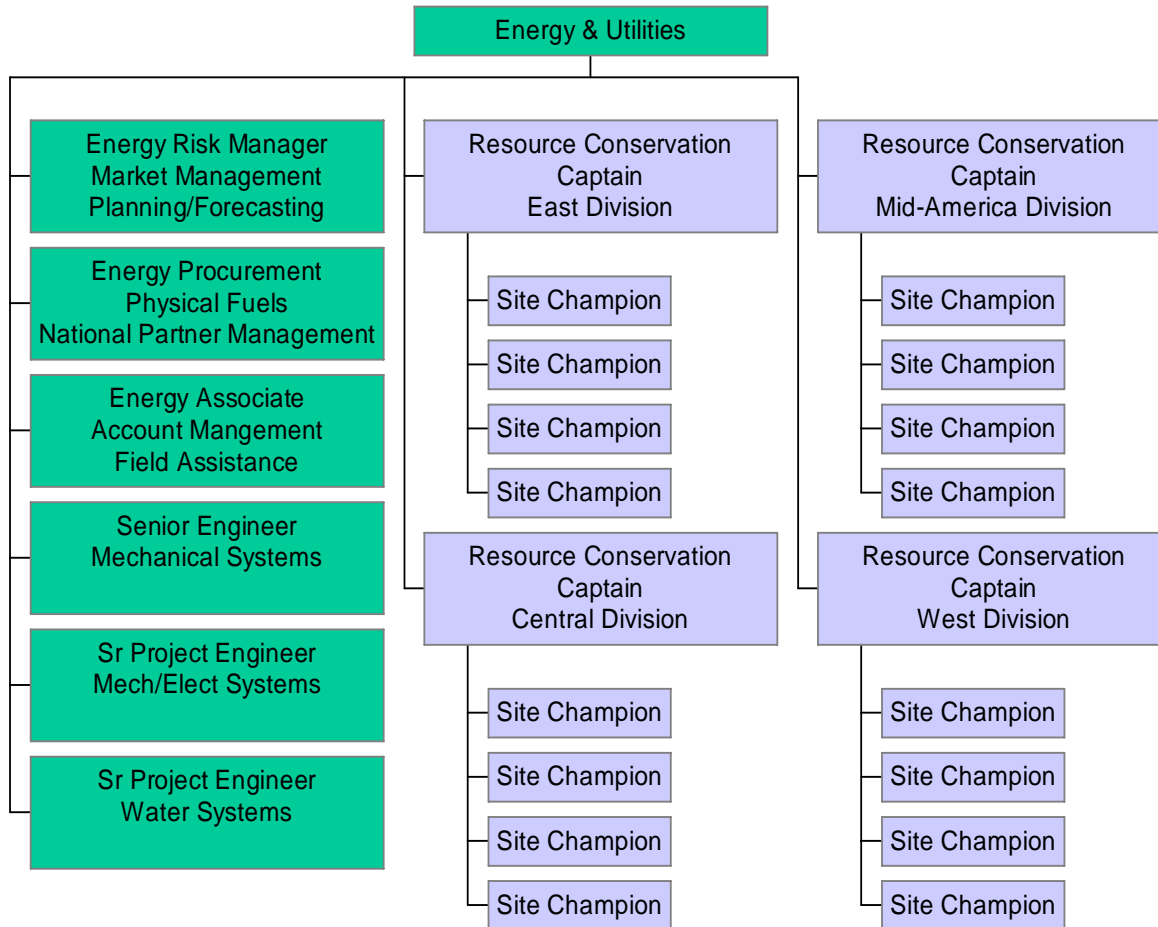 Energy & Utilities
Energy Risk Manager
Market Management
Planning/Forecasting
Energy Procurement
Physical Fuels
National Partner Management
Energy Associate
Account Mangement
Field Assistance
Senior Engineer
Mechanical Systems
Sr Project Engineer
Mech/Elect Systems
Sr Project Engineer
Water Systems
Resource Conservation
Captain
East Division
Site Champion
Site Champion
Site Champion
Site Champion
Resource Conservation
Captain
Central Division
Site Champion
Site Champion
Site Champion
Site Champion
Resource Conservation
Captain
Mid-America Division
Site Champion
Site Champion
Site Champion
Site Champion
Resource Conservation
Captain
West Division
Site Champion
Site Champion
Site Champion
Site Champion